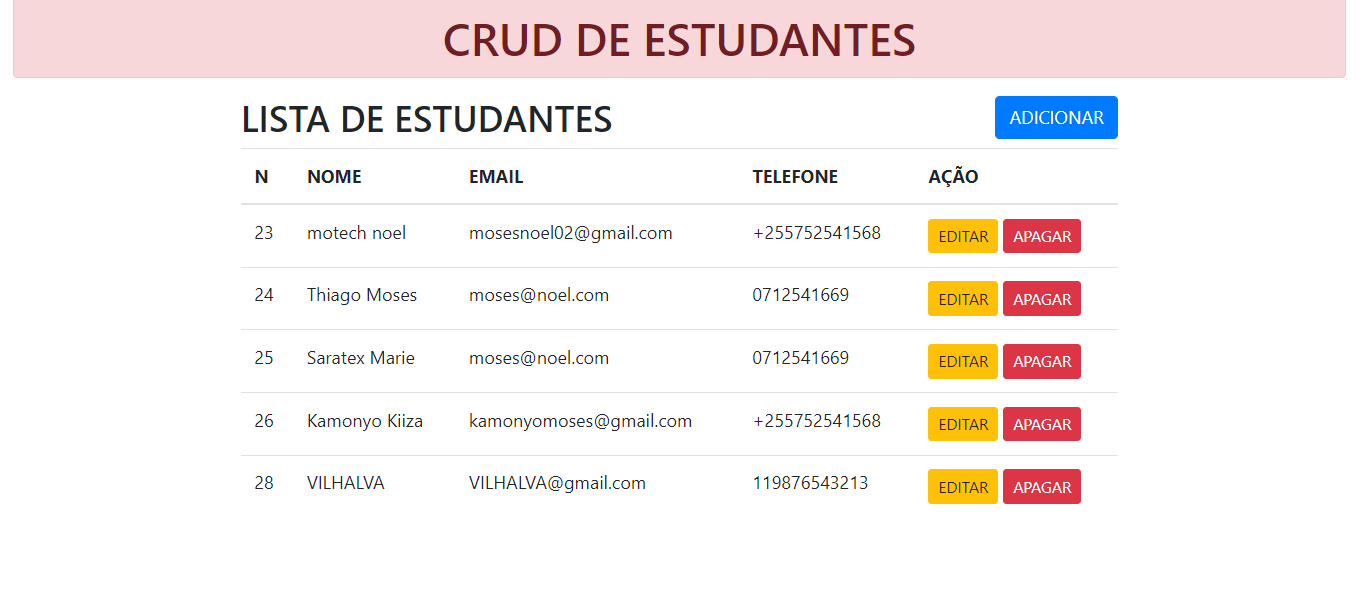 CRUD DE ESTUDANTES
LISTA DE ESTUDANTES ADICIONAR
N NOME EMAIL TELEFONE AÇÃO
23 motech noel mosesnoel02@gmail.com +255752541568 EDITAR APAGAR
24 Thiago Moses moses@noel.com 0712541669 EDITAR APAGAR
25 Saratex Marie moses@noel.com 0712541669 EDITAR APAGAR
26 Kamonyo Kiiza kamonyomoses@gmail.com +255752541568 EDITAR APAGAR
28 VILHALVA VILHALVA@gmail.com 119876543213 EDITAR APAGAR